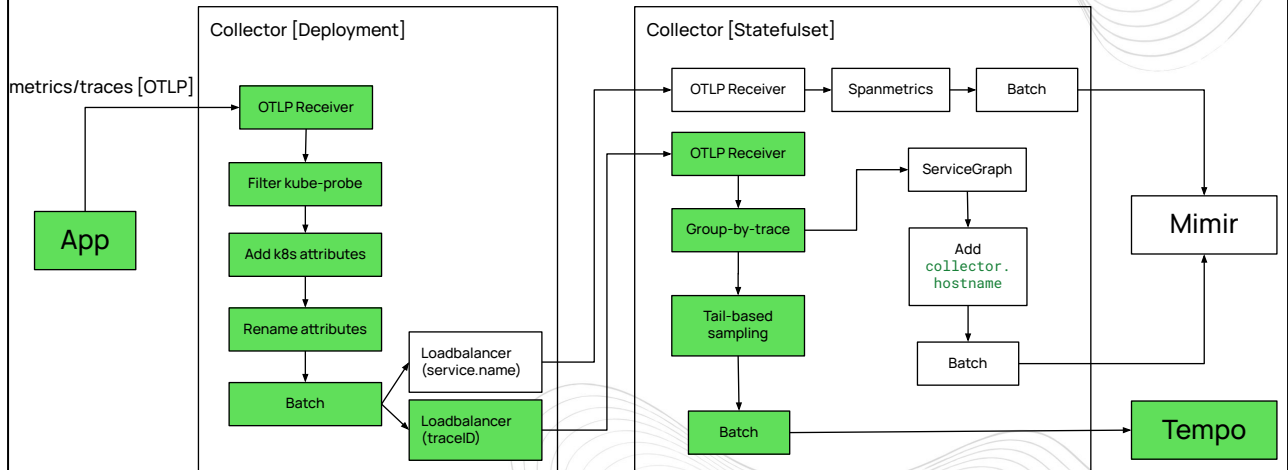 Collector [Deployment]
Collector [Statefulset]
metrics/traces [OTLP]
OTLP Receiver
Filter kube-probe
App
Add k8s attributes
Rename attributes
Batch
Loadbalancer
(service.name)
Loadbalancer
(traceID)
OTLP Receiver
Spanmetrics
Batch
OTLP Receiver
Group-by-trace
Tail-based
sampling
Batch
ServiceGraph
Add
collector.
hostname
Batch
Mimir
Tempo